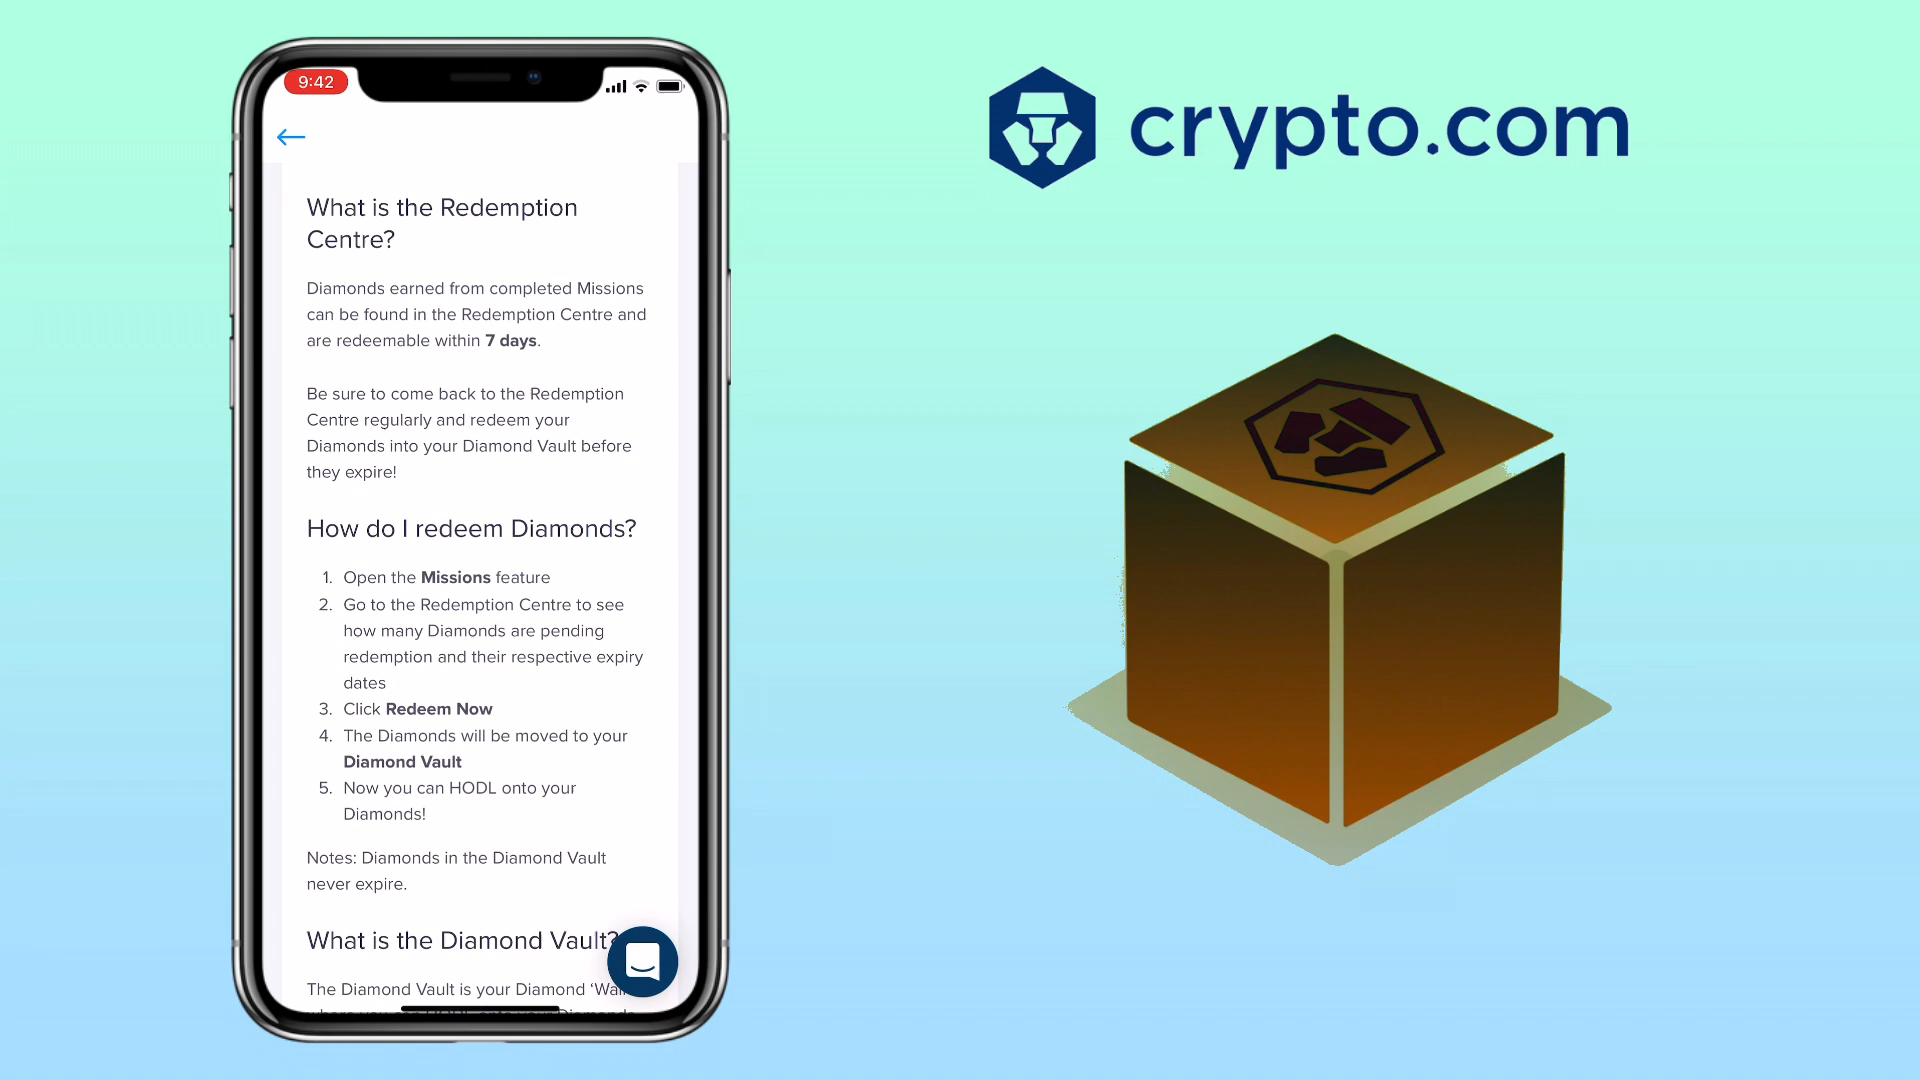 9:42
crypto.com
What is the Redemption
Centre?
Diamonds earned from completed Missions
can be found in the Redemption Centre and
are redeemable within 7 days.
Be sure to come back to the Redemption
Centre regularly and redeem your
Diamonds into your Diamond Vault before
they expire!
How do I redeem Diamonds?
1. Open the Missions feature
2. Go to the Redemption Centre to see
how many Diamonds are pending
redemption and their respective expiry
dates
3. Click Redeem Now
4. The Diamonds will be moved to your
Diamond Vault
5. Now you can HODL onto your
Diamonds!
Notes: Diamonds in the Diamond Vault
never expire.
What is the Diamond Vault?
The Diamond Vault is your Diamond